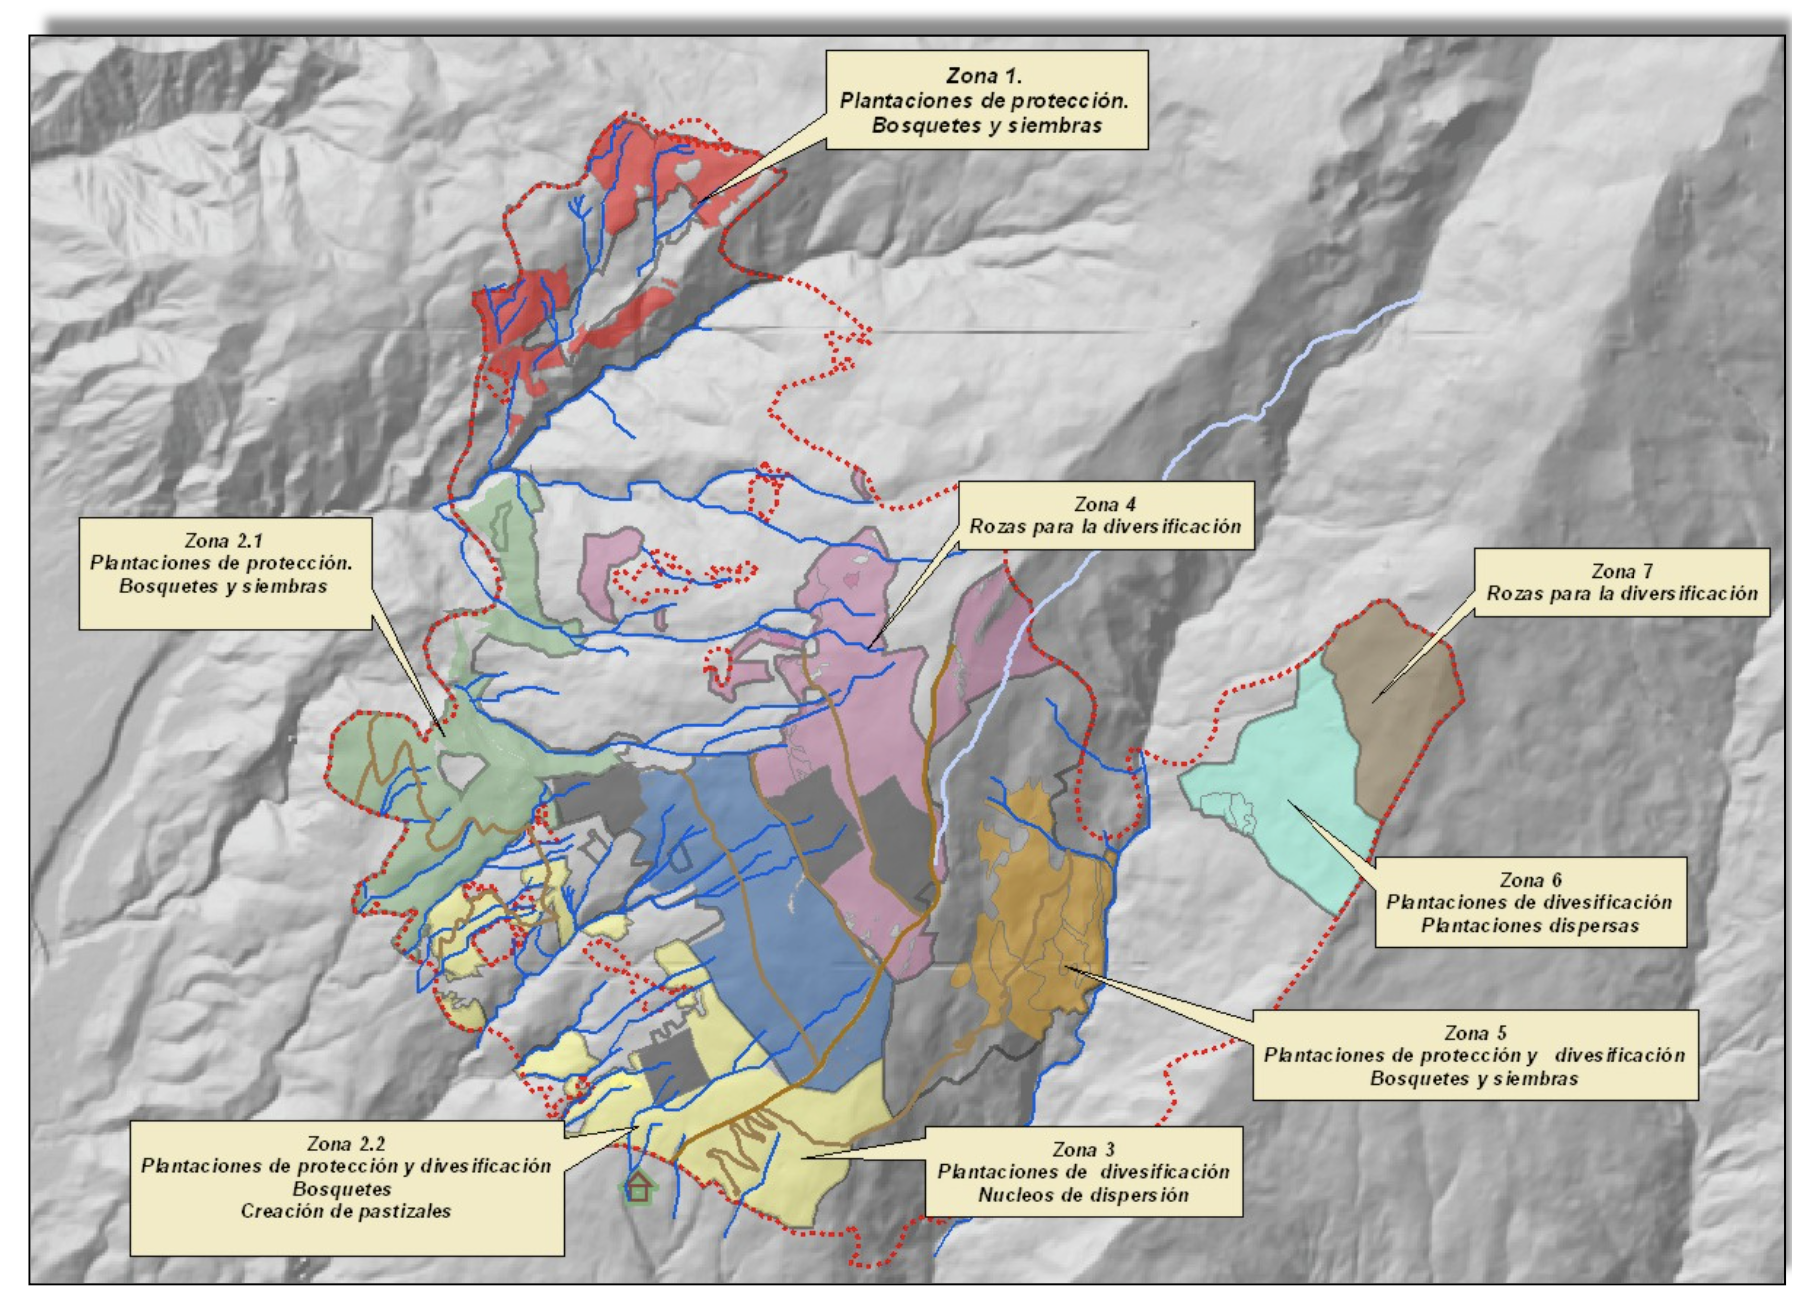 Zona 1.
Plantaciones de protección.
Bosquetes y siembras
Zona 4
Rozas para la diversificación
Zona 2.1
Plantaciones de protección.
Bosquetes y siembras
Zona 7
Rozas para la diversificación
Zona 6
Plantaciones de divesificación
Plantaciones dispersas
Zona 5
Plantaciones de protección y divesificación
Bosquetes y siembras
Zona 2.2
Plantaciones de protección y divesificación
Bosquetes
Creación de pastizales
Zona 3
Plantaciones de divesificación
Nucleos de dispersión